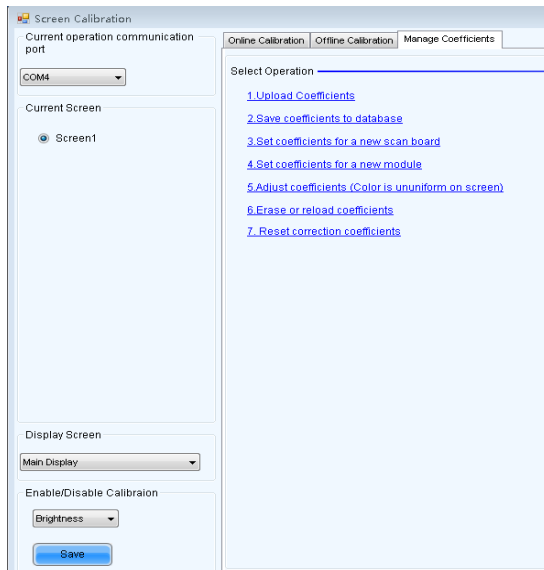 Screen Calibration
Current operation communication
port
COM4
Current Screen
Screen1
Display Screen
Main Display
Enable/Disable Calibraion
Brightness
Save
Online Calibration
Offline Calibration
Manage Coefficients
Select Operation
1.Upload Coefficients
2.Save coefficients to database
3.Set coefficients for a new scan board
4.Set coefficients for a new module
5.Adjust coefficients (Color is ununiform on screen)
6.Erase or reload coefficients
7. Reset correction coefficients